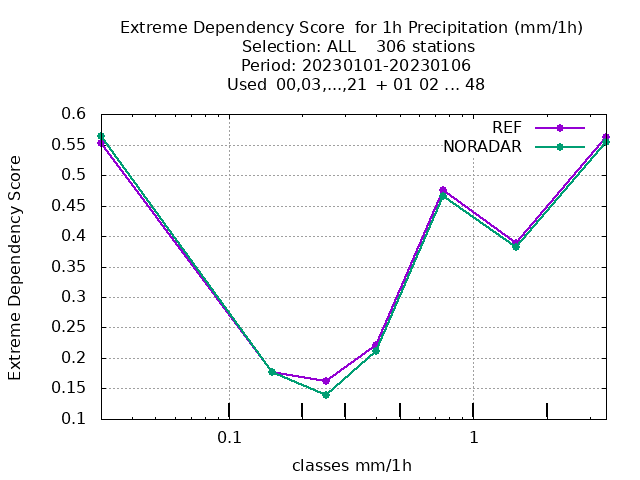 Extreme Dependency Score  for 1h Precipitation (mm/1h)
Selection: ALL    306 stations
Period: 20230101-20230106
Used  00,03,...,21  + 01 02 ... 48
REF
NORADAR
0.6
0.55
0.5
0.45
0.4
0.35
0.3
0.25
0.2
0.15
0.1
Extreme Dependency Score
0.1 1
classes mm/1h